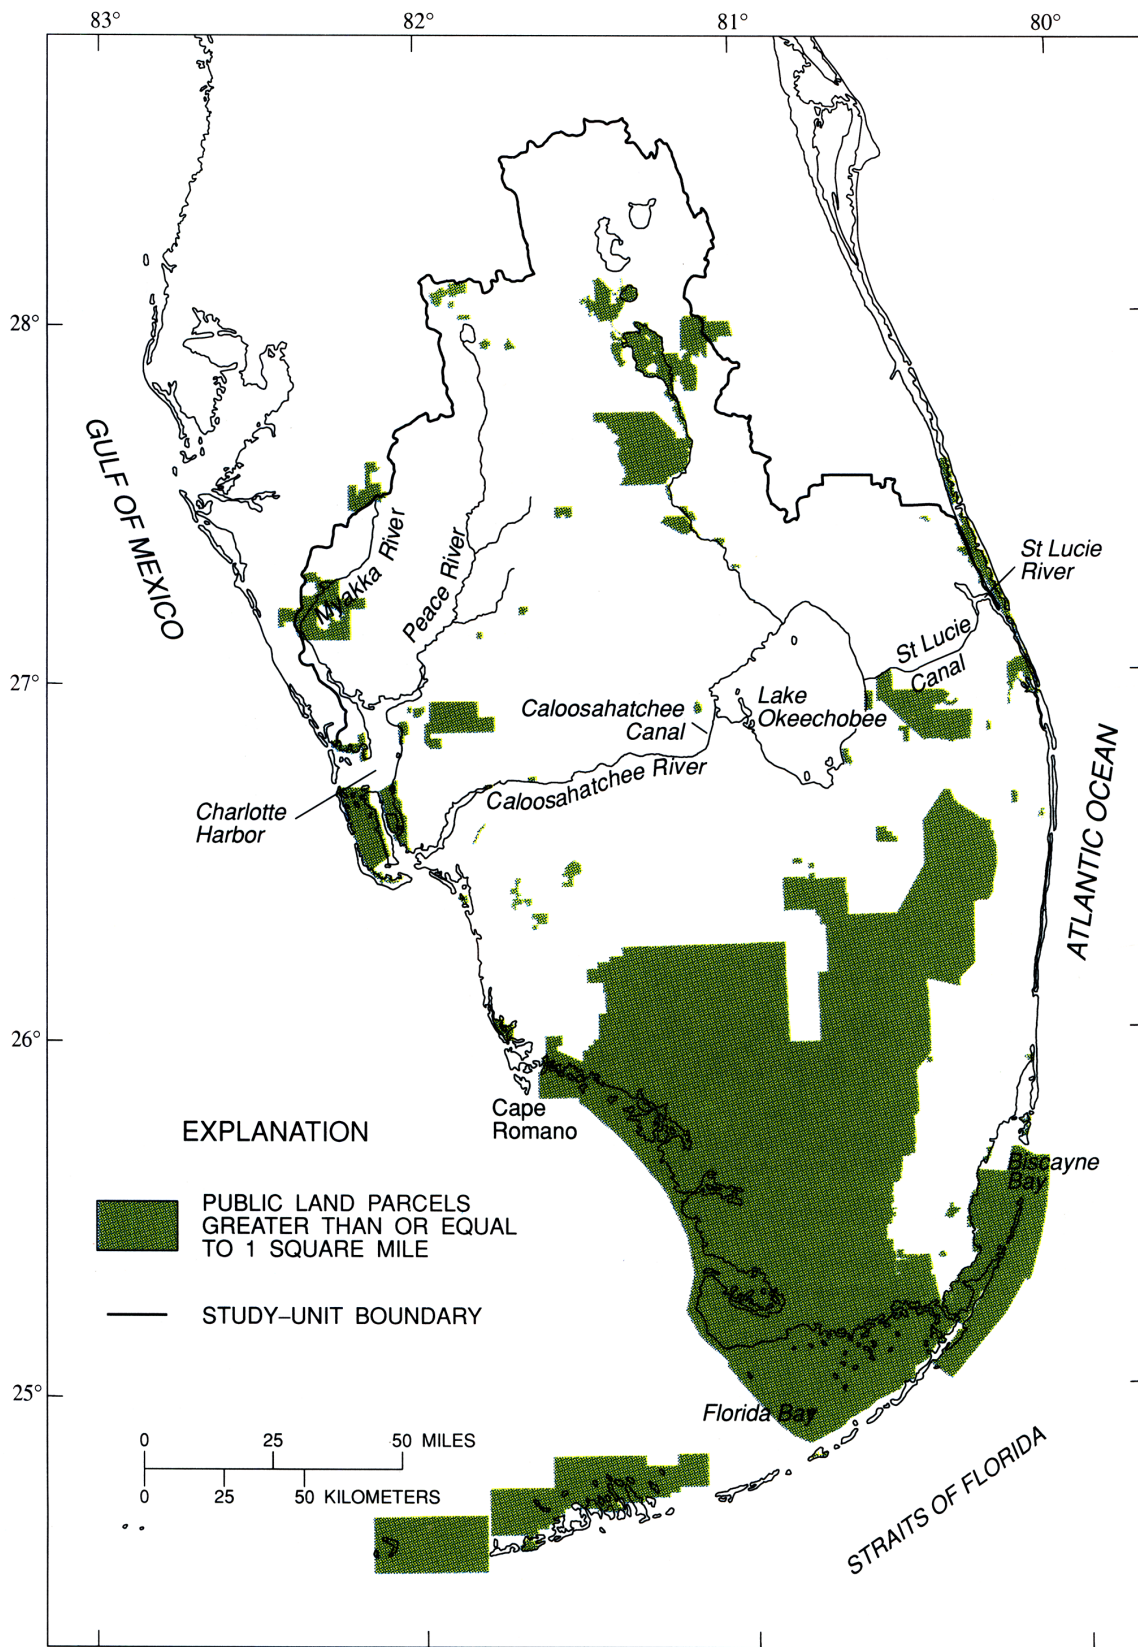 83°
82°
81°
80°
28°
27°
26°
25°
GULF OF MEXICO
Myakka River
Peace River
St Lucie
River
St Lucie
Canal
Lake
Okeechobee
Caloosahatchee
Canal
Caloosahatchee River
Charlotte
Harbor
ATLANTIC OCEAN
Cape
Romano
Biscayne
Bay
EXPLANATION
PUBLIC LAND PARCELS
GREATER THAN OR EQUAL
TO 1 SQUARE MILE
STUDY–UNIT BOUNDARY
Florida Bay
0 25 50 MILES
0 25 50 KILOMETERS
STRAITS OF FLORIDA